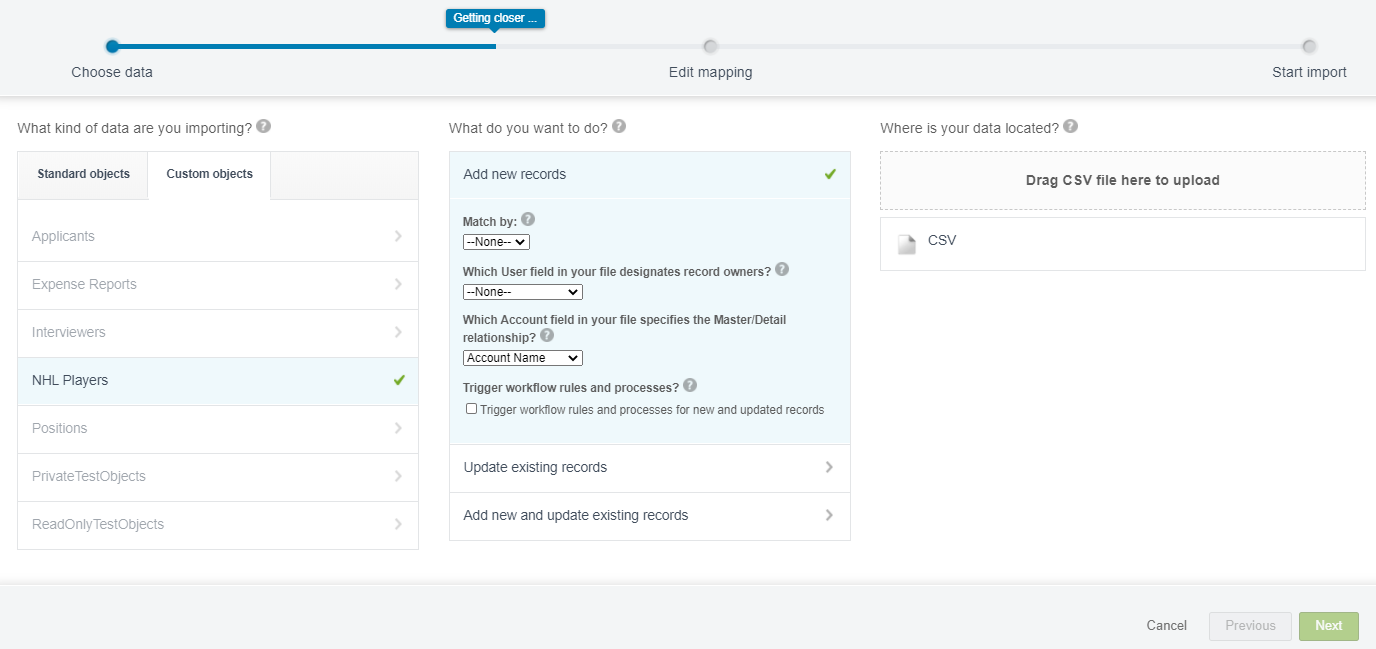 Getting closer ...
Choose data
Edit mapping
Start import
What kind of data are you importing? ?
Standard objects
Custom objects
Applicants
Expense Reports
Interviewers
NHL Players
Positions
PrivateTestObjects
ReadOnlyTestObjects
What do you want to do? ?
Add new records
Match by: ?
--None--
Which User field in your file designates record owners? ?
--None--
Which Account field in your file specifies the Master/Detail
relationship? ?
Account Name
Trigger workflow rules and processes? ?
Trigger workflow rules and processes for new and updated records
Update existing records
Add new and update existing records
Where is your data located? ?
Drag CSV file here to upload
CSV
Cancel
Previous
Next